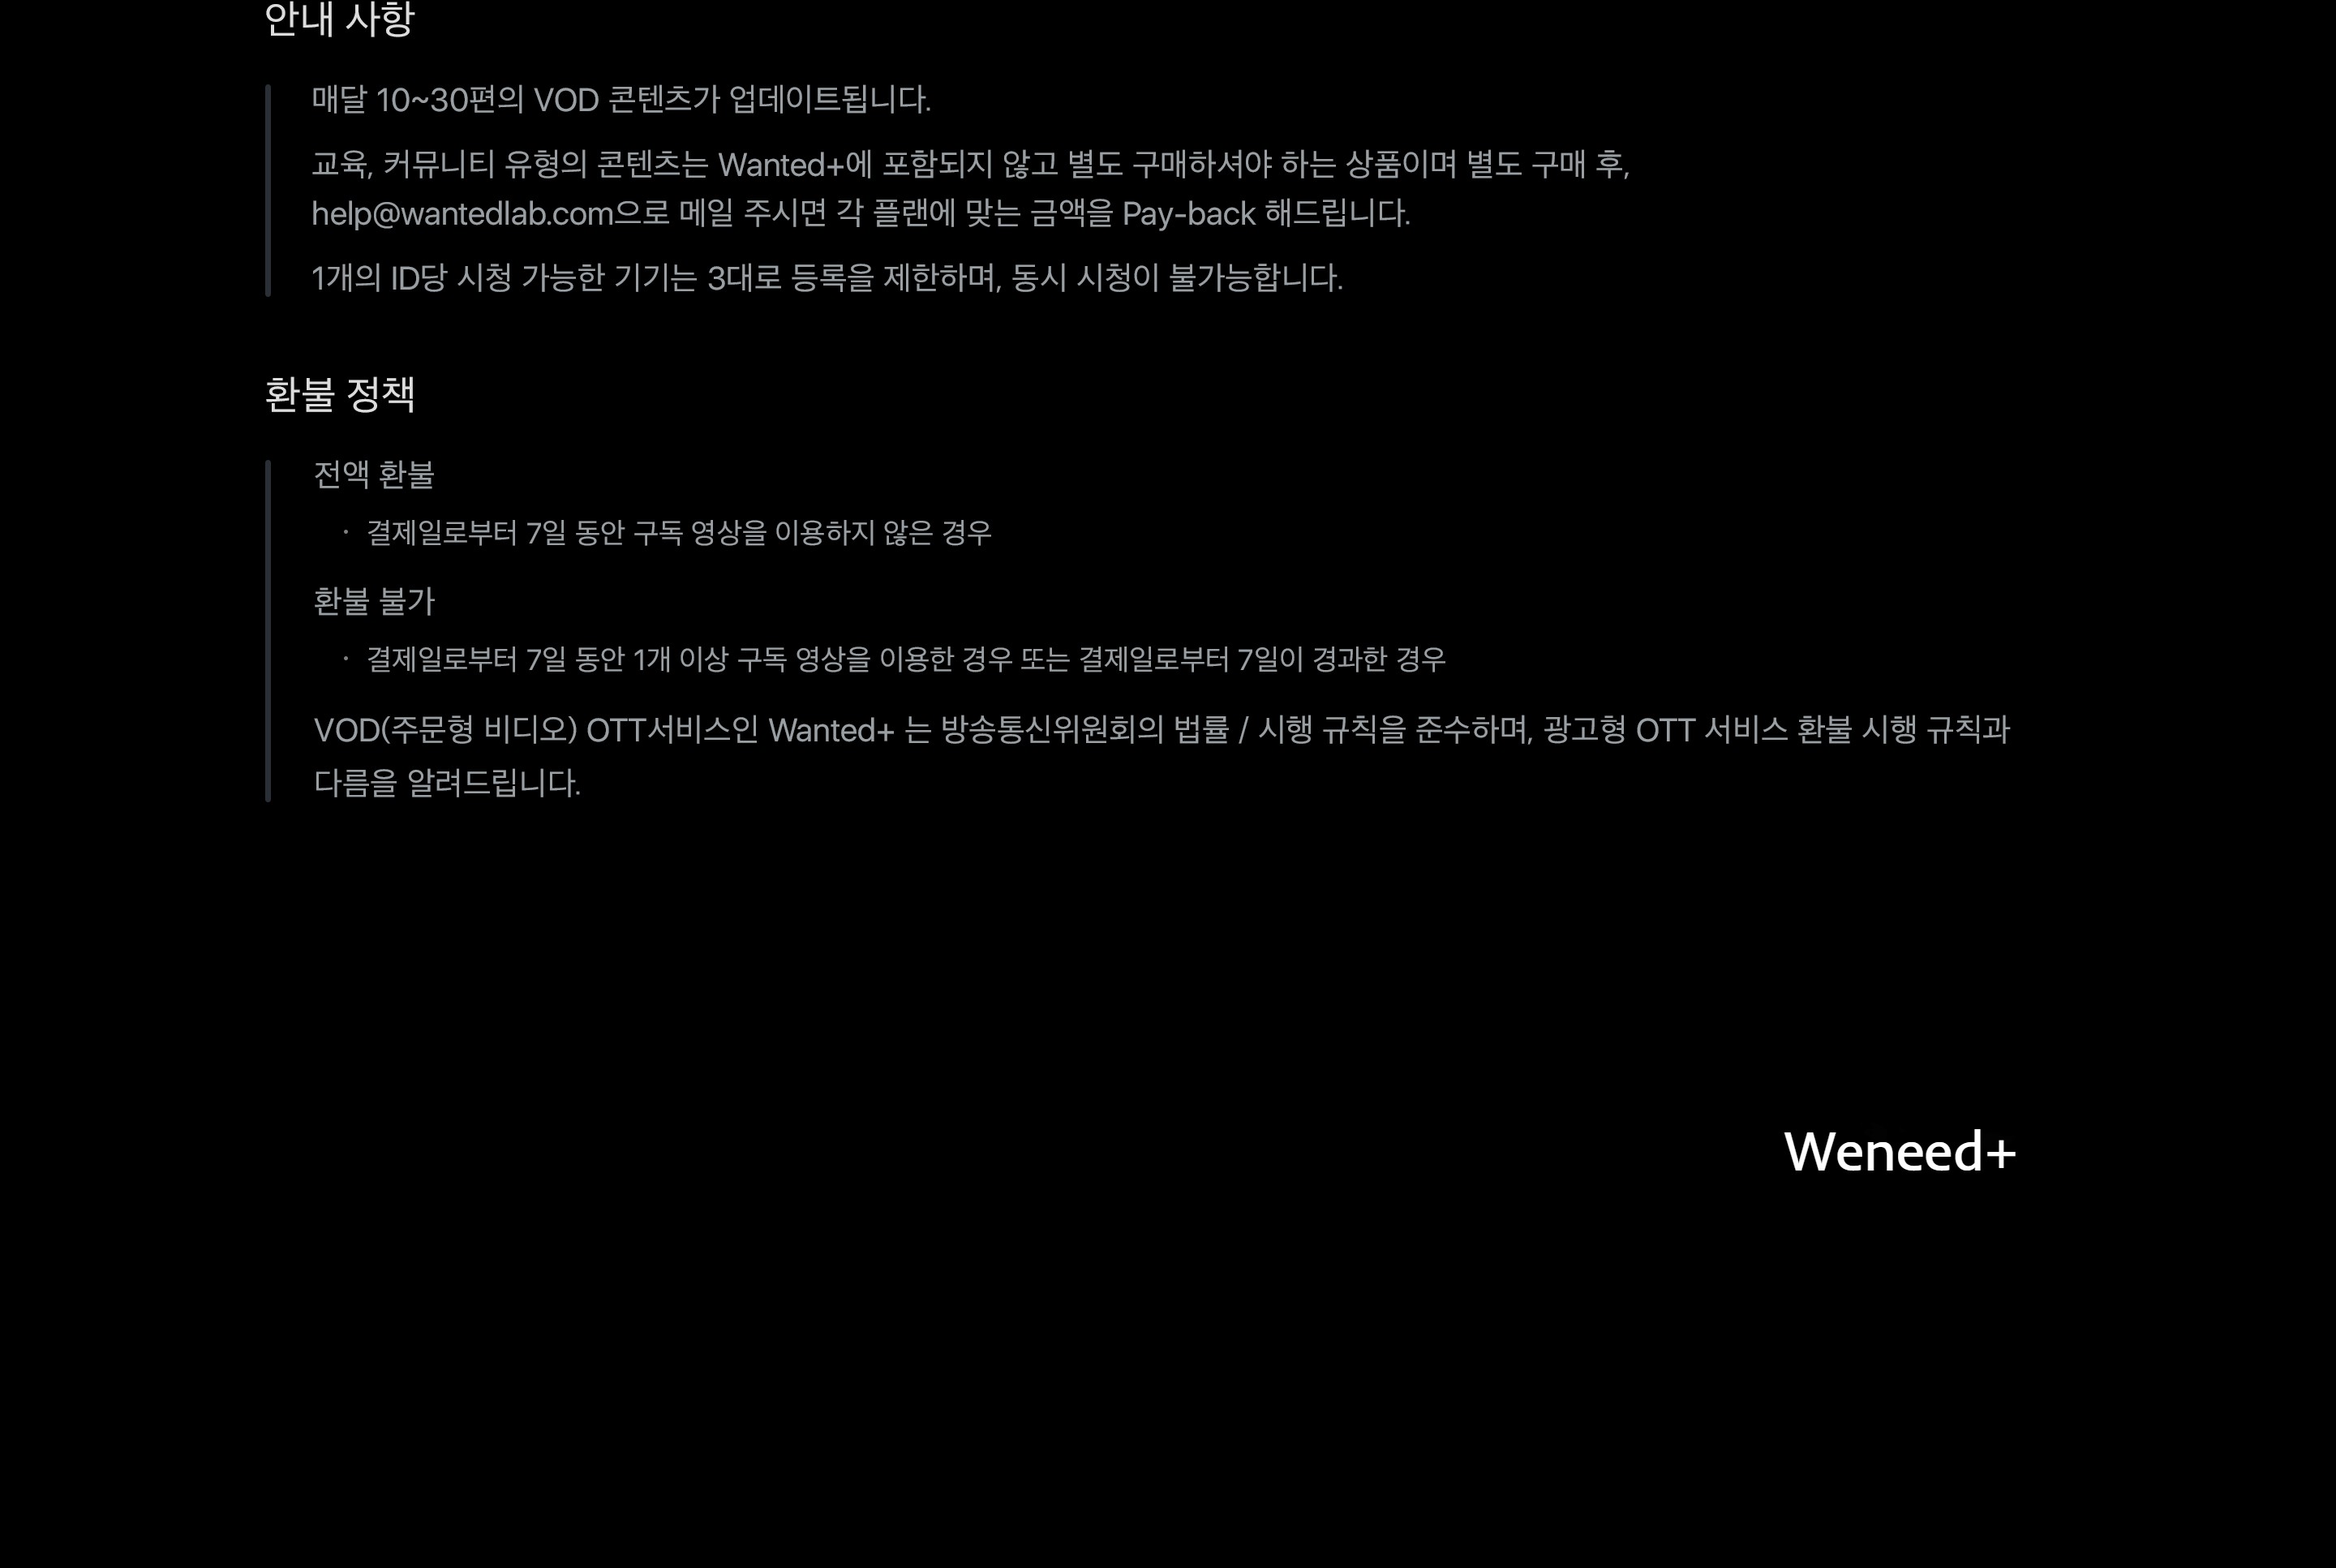 안내 사항
매달 10~30편의 VOD 콘텐츠가 업데이트됩니다.
교육, 커뮤니티 유형의 콘텐츠는 Wanted+에 포함되지 않고 별도 구매하셔야 하는 상품이며 별도 구매 후,
help@wantedlab.com으로 메일 주시면 각 플랜에 맞는 금액을 Pay-back 해드립니다.
1개의 ID당 시청 가능한 기기는 3대로 등록을 제한하며, 동시 시청이 불가능합니다.
환불 정책
전액 환불
· 결제일로부터 7일 동안 구독 영상을 이용하지 않은 경우
환불 불가
· 결제일로부터 7일 동안 1개 이상 구독 영상을 이용한 경우 또는 결제일로부터 7일이 경과한 경우
VOD(주문형 비디오) OTT서비스인 Wanted+ 는 방송통신위원회의 법률 / 시행 규칙을 준수하며, 광고형 OTT 서비스 환불 시행 규칙과
다름을 알려드립니다.
Weneed+